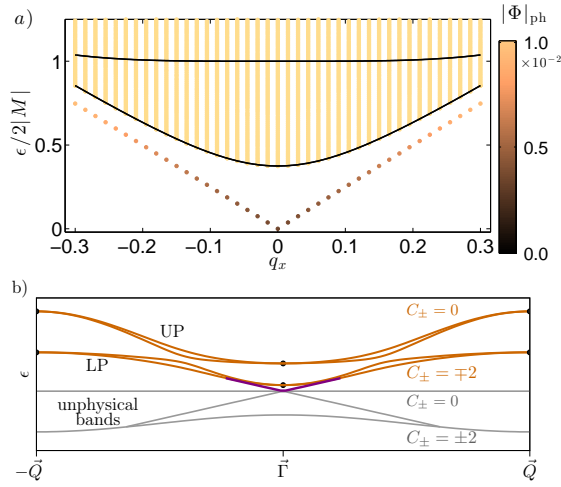 a)
|Φ|ph
ϵ/2|M|
1
0.5
0
−0.3 −0.2 −0.1 0 0.1 0.2 0.3
qx
1.0
×10⁻²
0.5
0.0
b)
ϵ
UP
LP
unphysical
bands
C± = 0
C± = ∓2
C± = 0
C± = ±2
−Q⃗ Γ⃗ Q⃗